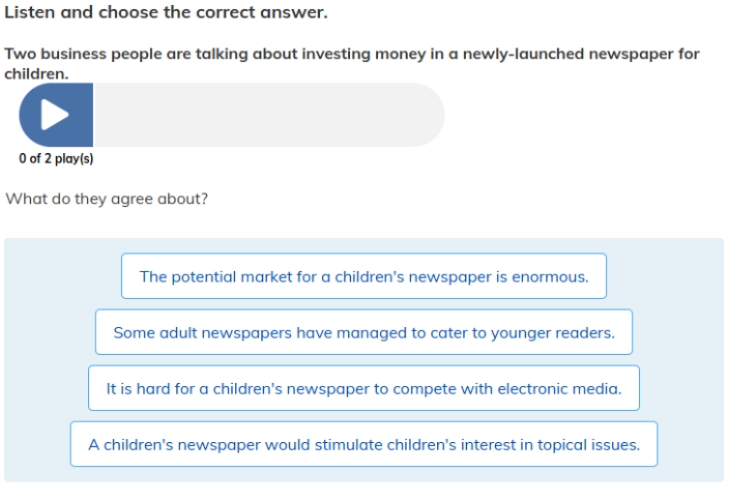 Listen and choose the correct answer.
Two business people are talking about investing money in a newly-launched newspaper for
children.
0 of 2 play(s)
What do they agree about?
The potential market for a children's newspaper is enormous.
Some adult newspapers have managed to cater to younger readers.
It is hard for a children's newspaper to compete with electronic media.
A children's newspaper would stimulate children's interest in topical issues.